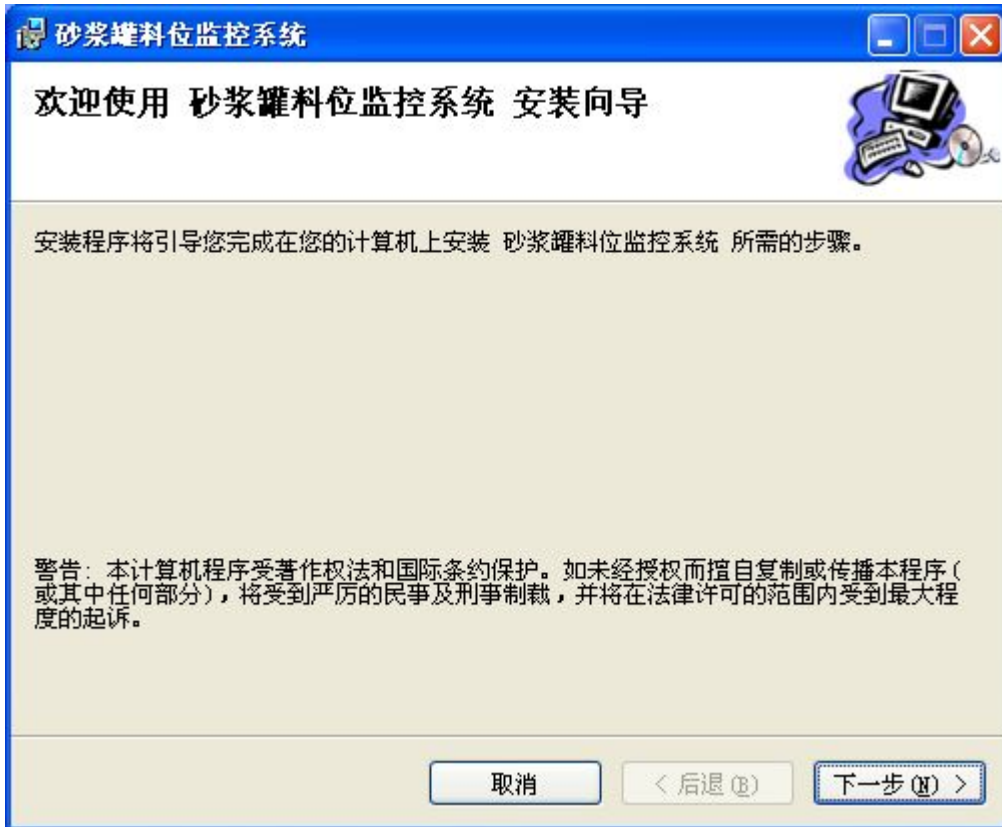 砂浆罐料位监控系统
欢迎使用 砂浆罐料位监控系统 安装向导
安装程序将引导您完成在您的计算机上安装 砂浆罐料位监控系统 所需的步骤。
警告: 本计算机程序受著作权法和国际条约保护。如未经授权而擅自复制或传播本程序(
或其中任何部分),将受到严厉的民事及刑事制裁,并将在法律许可的范围内受到最大程
度的起诉。
取消
< 后退(B)
下一步(N) >